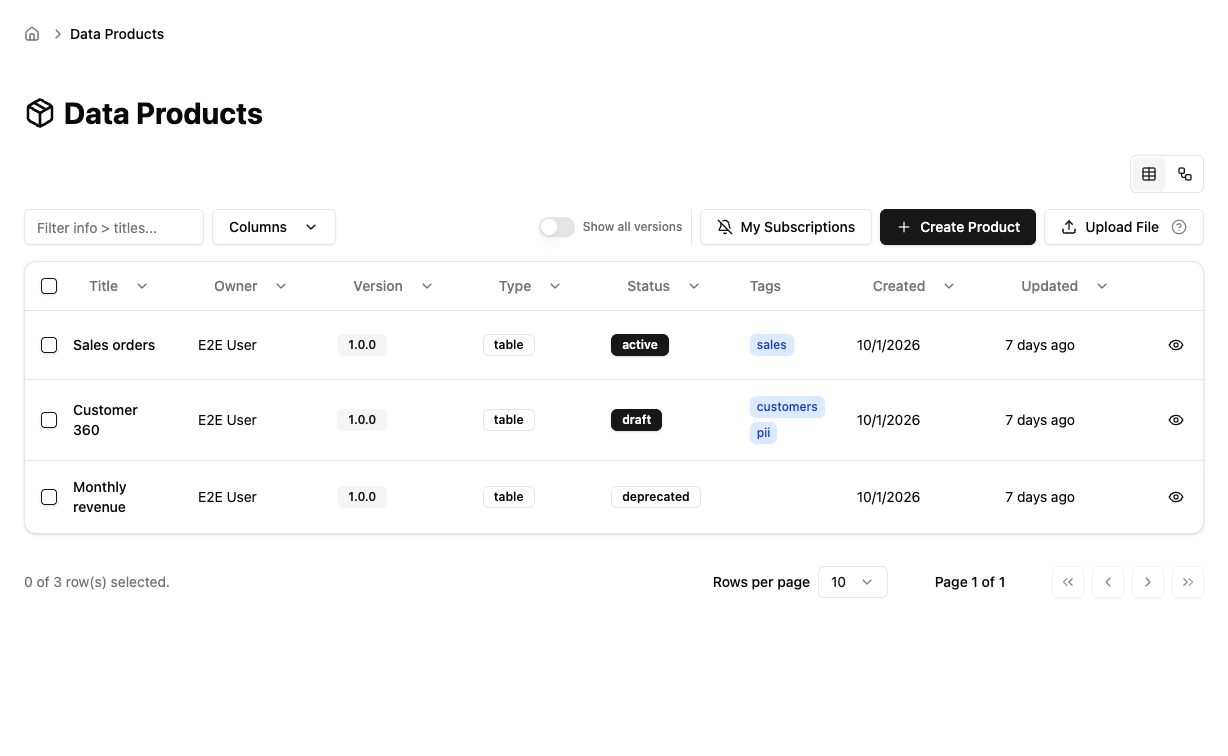 Data Products
Data Products
Filter info > titles...
Columns
Show all versions
My Subscriptions
Create Product
Upload File
Title Owner Version Type Status Tags Created Updated
Sales orders E2E User 1.0.0 table active sales 10/1/2026 7 days ago
Customer 360 E2E User 1.0.0 table draft customers pii 10/1/2026 7 days ago
Monthly revenue E2E User 1.0.0 table deprecated 10/1/2026 7 days ago
0 of 3 row(s) selected.
Rows per page 10
Page 1 of 1